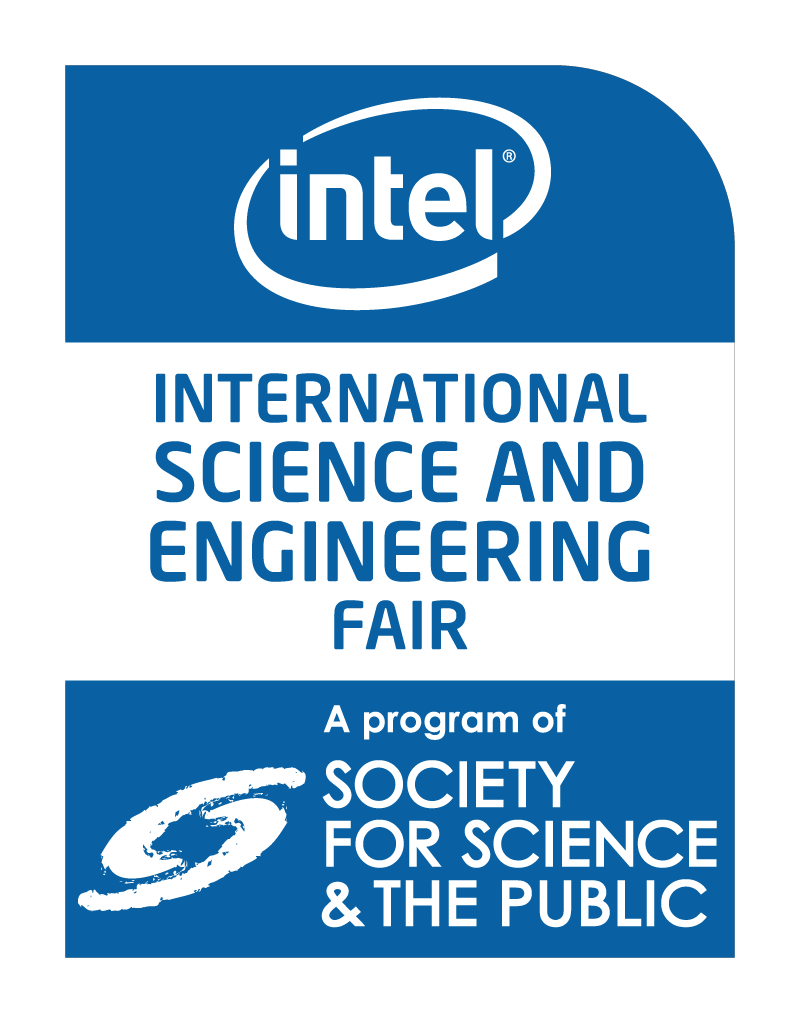 intel®
INTERNATIONAL
SCIENCE AND
ENGINEERING
FAIR
A program of
SOCIETY
FOR SCIENCE
& THE PUBLIC